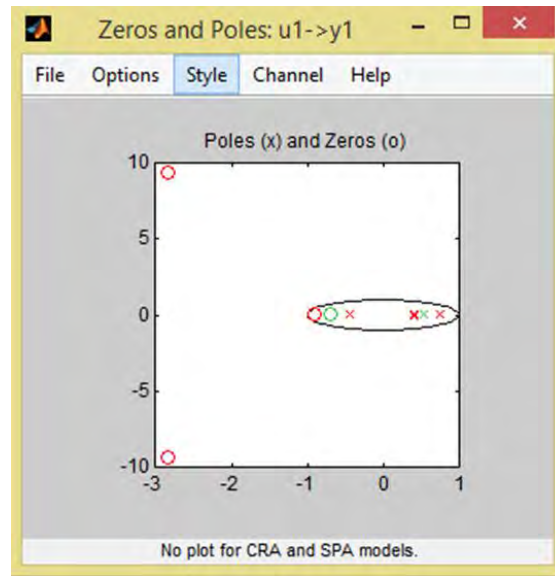 Zeros and Poles: u1->y1
File Options Style Channel Help
Poles (x) and Zeros (o)
10
5
0
-5
-10
-3 -2 -1 0 1
No plot for CRA and SPA models.